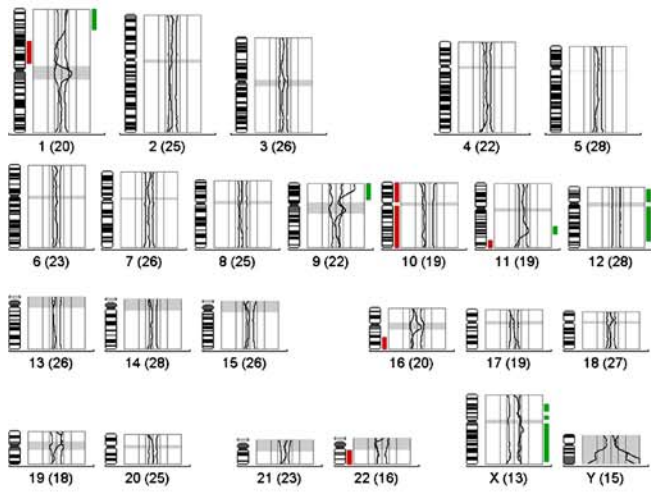 1 (20) 2 (25) 3 (26) 4 (22) 5 (28)
6 (23) 7 (26) 8 (25) 9 (22) 10 (19) 11 (19) 12 (28)
13 (26) 14 (28) 15 (26) 16 (20) 17 (19) 18 (27)
19 (18) 20 (25) 21 (23) 22 (16) X (13) Y (15)